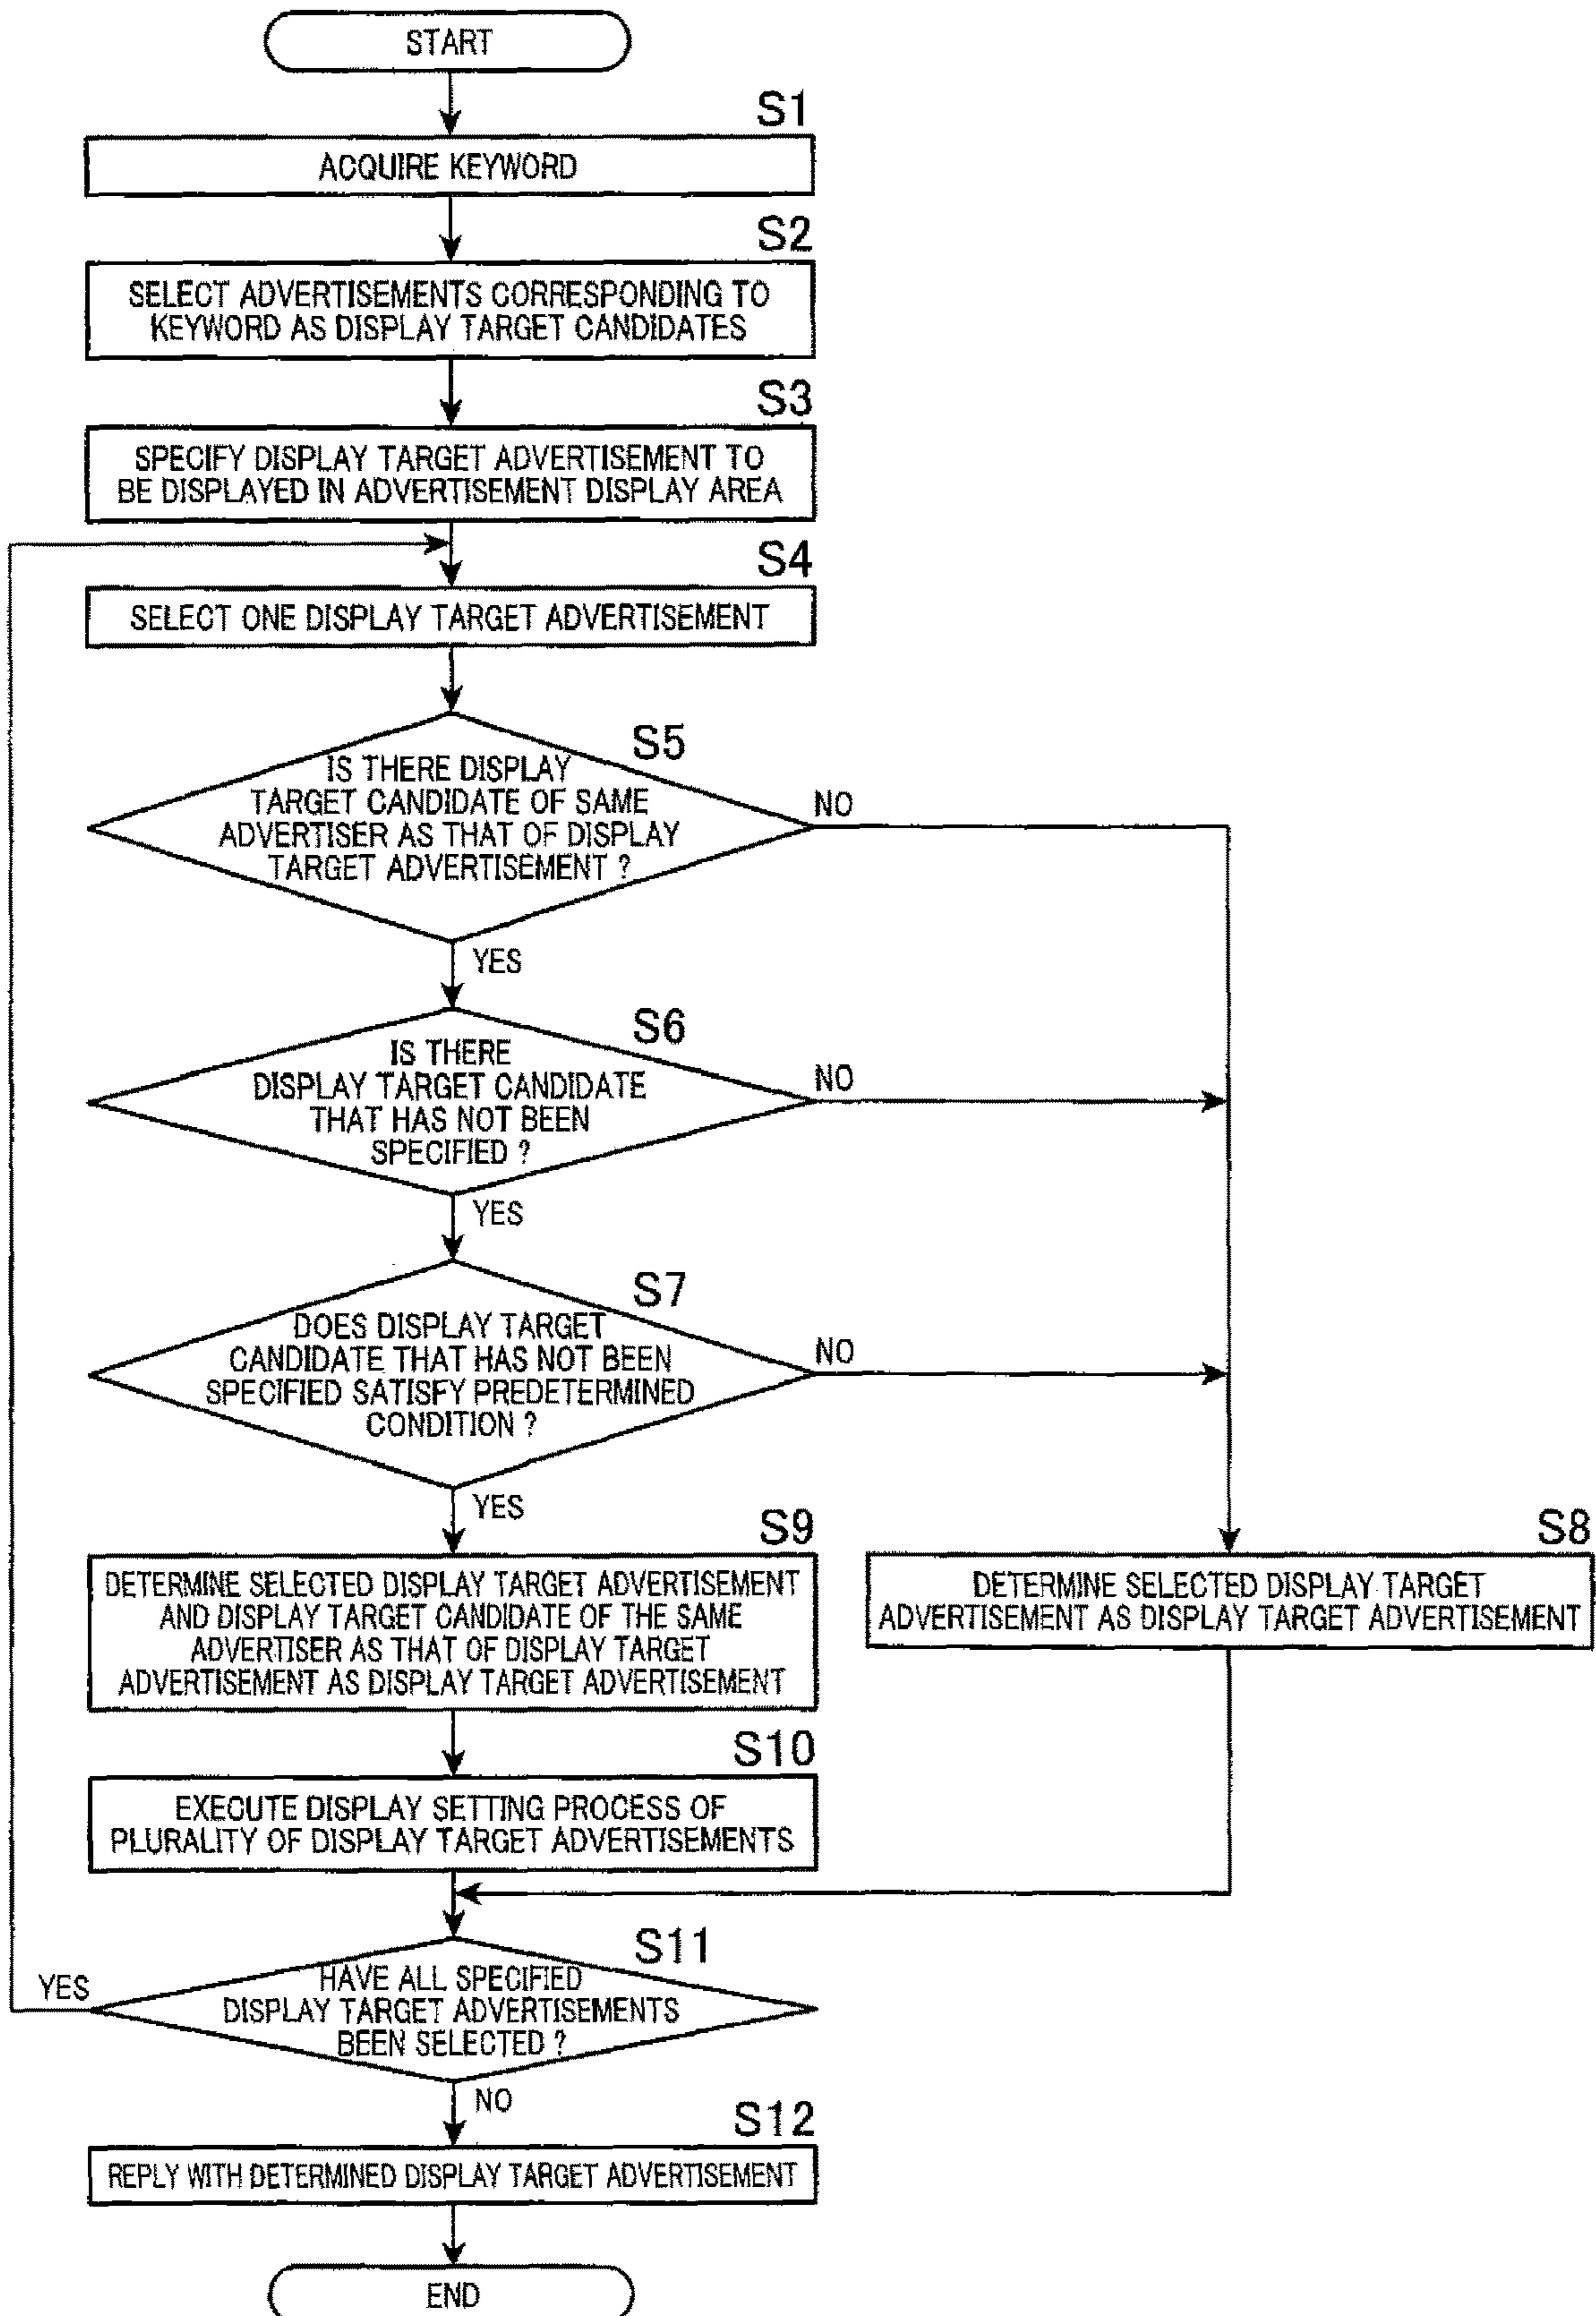 START
S1
ACQUIRE KEYWORD
S2
SELECT ADVERTISEMENTS CORRESPONDING TO
KEYWORD AS DISPLAY TARGET CANDIDATES
S3
SPECIFY DISPLAY TARGET ADVERTISEMENT TO
BE DISPLAYED IN ADVERTISEMENT DISPLAY AREA
S4
SELECT ONE DISPLAY TARGET ADVERTISEMENT
S5
IS THERE DISPLAY
TARGET CANDIDATE OF SAME
ADVERTISER AS THAT OF DISPLAY
TARGET ADVERTISEMENT ?
NO
YES
S6
IS THERE
DISPLAY TARGET CANDIDATE
THAT HAS NOT BEEN
SPECIFIED ?
NO
YES
S7
DOES DISPLAY TARGET
CANDIDATE THAT HAS NOT BEEN
SPECIFIED SATISFY PREDETERMINED
CONDITION ?
NO
YES
S9
DETERMINE SELECTED DISPLAY TARGET ADVERTISEMENT
AND DISPLAY TARGET CANDIDATE OF THE SAME
ADVERTISER AS THAT OF DISPLAY TARGET
ADVERTISEMENT AS DISPLAY TARGET ADVERTISEMENT
S8
DETERMINE SELECTED DISPLAY TARGET
ADVERTISEMENT AS DISPLAY TARGET ADVERTISEMENT
S10
EXECUTE DISPLAY SETTING PROCESS OF
PLURALITY OF DISPLAY TARGET ADVERTISEMENTS
S11
HAVE ALL SPECIFIED
DISPLAY TARGET ADVERTISEMENTS
BEEN SELECTED ?
YES
NO
S12
REPLY WITH DETERMINED DISPLAY TARGET ADVERTISEMENT
END